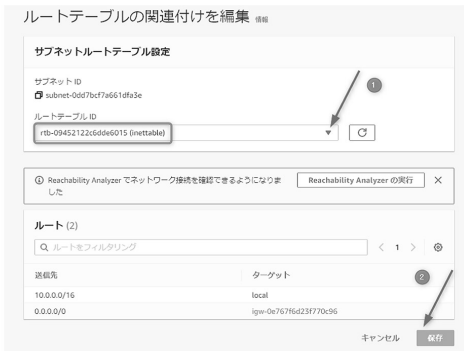 ルートテーブルの関連付けを編集 情報
サブネットルートテーブル設定
サブネット ID
subnet-0dd7bcf7a661dfa3e
1
ルートテーブル ID
rtb-09452122c6dde6015 (inettable)
Reachability Analyzer でネットワーク接続を確認できるようになりま
した
Reachability Analyzer の実行
ルート (2)
ルートをフィルタリング
1
送信先
ターゲット
2
10.0.0.0/16
local
0.0.0.0/0
igw-0e767f6d23f770c96
キャンセル
保存